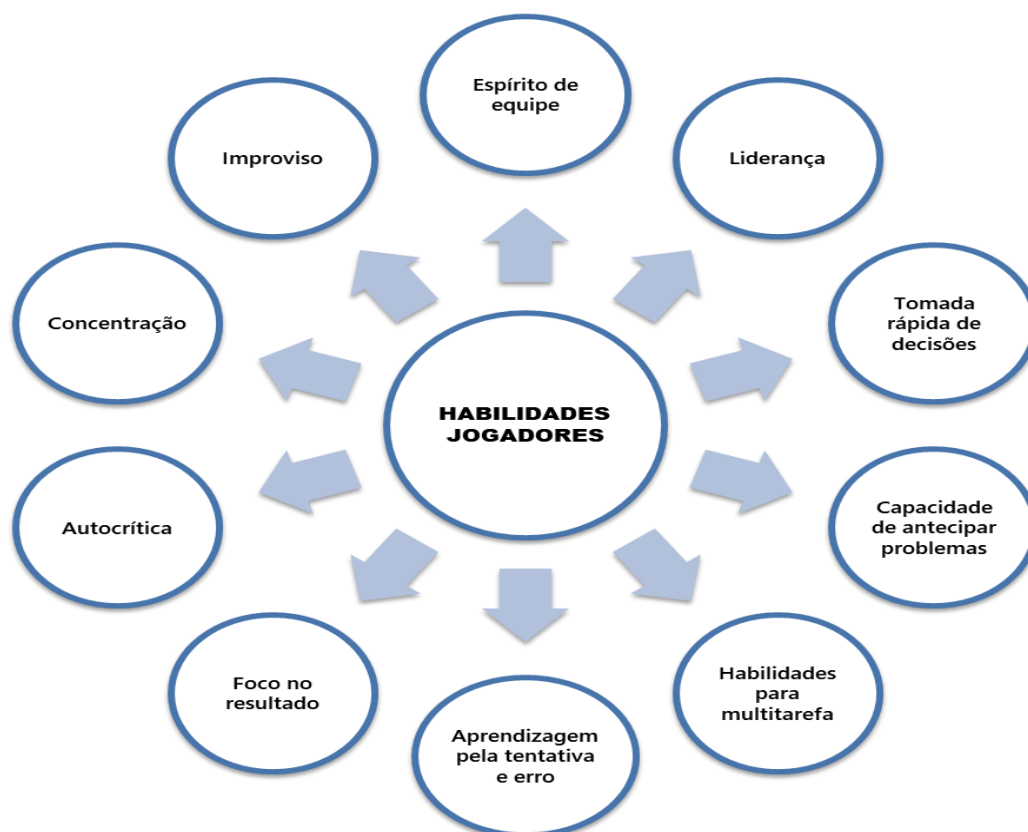 Espírito de
equipe
Liderança
Tomada
rápida de
decisões
Capacidade
de antecipar
problemas
Habilidades
para
multitarefa
Aprendizagem
pela tentativa
e erro
Foco no
resultado
Autocrítica
Concentração
Improviso
HABILIDADES
JOGADORES